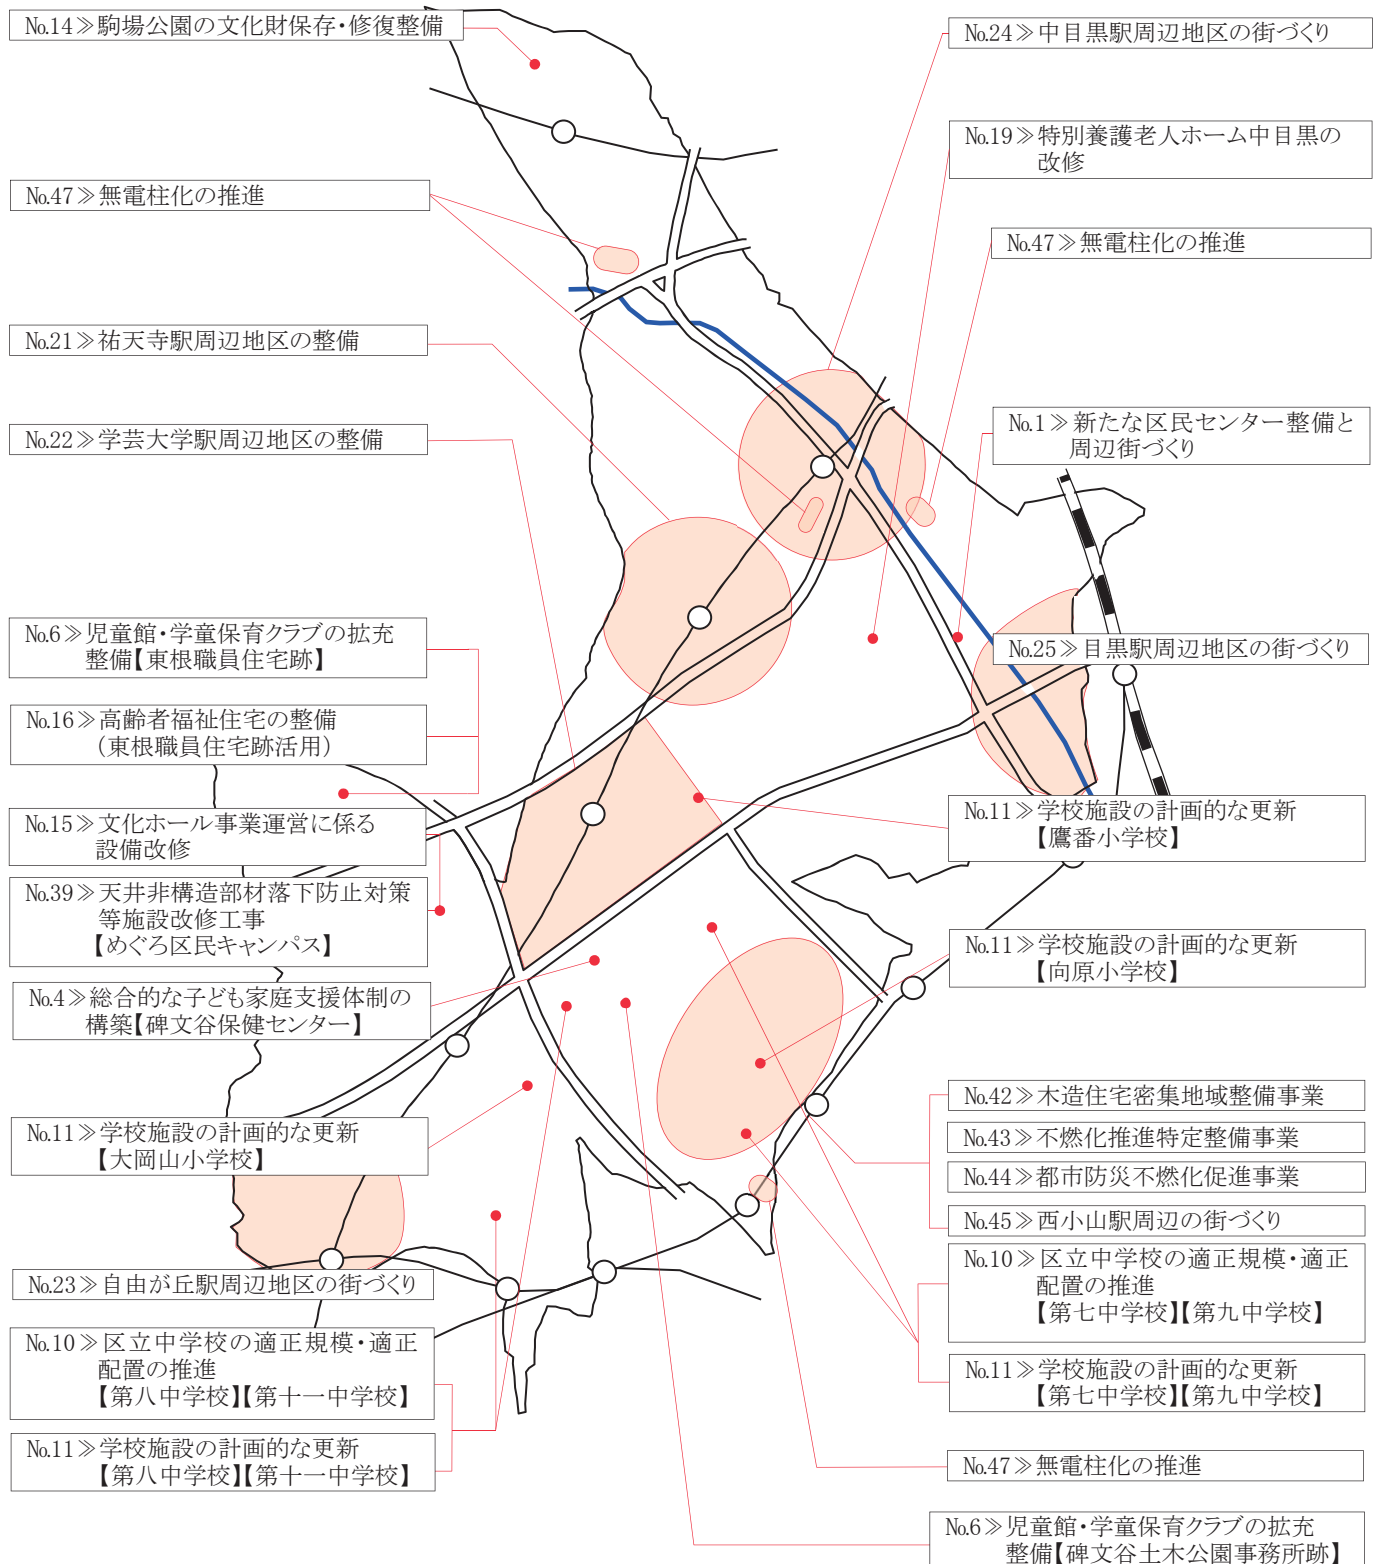 No.14≫駒場公園の文化財保存・修復整備
No.47≫無電柱化の推進
No.21≫祐天寺駅周辺地区の整備
No.22≫学芸大学駅周辺地区の整備
No.6≫児童館・学童保育クラブの拡充
整備【東根職員住宅跡】
No.16≫高齢者福祉住宅の整備
（東根職員住宅跡活用）
No.15≫文化ホール事業運営に係る
設備改修
No.39≫天井非構造部材落下防止対策
等施設改修工事
【めぐろ区民キャンパス】
No.4≫総合的な子ども家庭支援体制の
構築【碑文谷保健センター】
No.11≫学校施設の計画的な更新
【大岡山小学校】
No.23≫自由が丘駅周辺地区の街づくり
No.10≫区立中学校の適正規模・適正
配置の推進
【第八中学校】【第十一中学校】
No.11≫学校施設の計画的な更新
【第八中学校】【第十一中学校】
No.24≫中目黒駅周辺地区の街づくり
No.19≫特別養護老人ホーム中目黒の
改修
No.47≫無電柱化の推進
No.1≫新たな区民センター整備と
周辺街づくり
No.25≫目黒駅周辺地区の街づくり
No.11≫学校施設の計画的な更新
【鷹番小学校】
No.11≫学校施設の計画的な更新
【向原小学校】
No.42≫木造住宅密集地域整備事業
No.43≫不燃化推進特定整備事業
No.44≫都市防災不燃化促進事業
No.45≫西小山駅周辺の街づくり
No.10≫区立中学校の適正規模・適正
配置の推進
【第七中学校】【第九中学校】
No.11≫学校施設の計画的な更新
【第七中学校】【第九中学校】
No.47≫無電柱化の推進
No.6≫児童館・学童保育クラブの拡充
整備【碑文谷土木公園事務所跡】